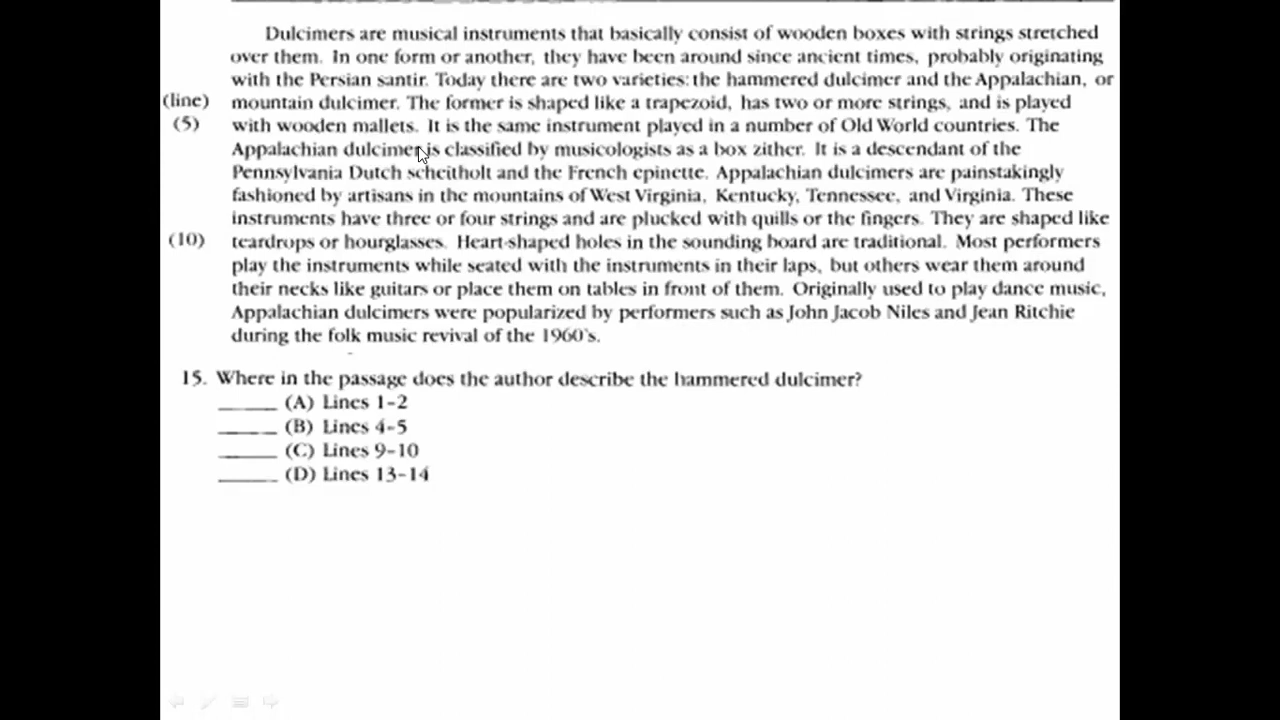 Dulcimers are musical instruments that basically consist of wooden boxes with strings stretched
over them. In one form or another, they have been around since ancient times, probably originating
with the Persian santir. Today there are two varieties: the hammered dulcimer and the Appalachian, or
(line) mountain dulcimer. The former is shaped like a trapezoid, has two or more strings, and is played
(5) with wooden mallets. It is the same instrument played in a number of Old World countries. The
Appalachian dulcimer is classified by musicologists as a box zither. It is a descendant of the
Pennsylvania Dutch scheitholt and the French epinette. Appalachian dulcimers are painstakingly
fashioned by artisans in the mountains of West Virginia, Kentucky, Tennessee, and Virginia. These
instruments have three or four strings and are plucked with quills or the fingers. They are shaped like
(10) teardrops or hourglasses. Heart-shaped holes in the sounding board are traditional. Most performers
play the instruments while seated with the instruments in their laps, but others wear them around
their necks like guitars or place them on tables in front of them. Originally used to play dance music,
Appalachian dulcimers were popularized by performers such as John Jacob Niles and Jean Ritchie
during the folk music revival of the 1960's.
15. Where in the passage does the author describe the hammered dulcimer?
______ (A) Lines 1-2
______ (B) Lines 4-5
______ (C) Lines 9-10
______ (D) Lines 13-14